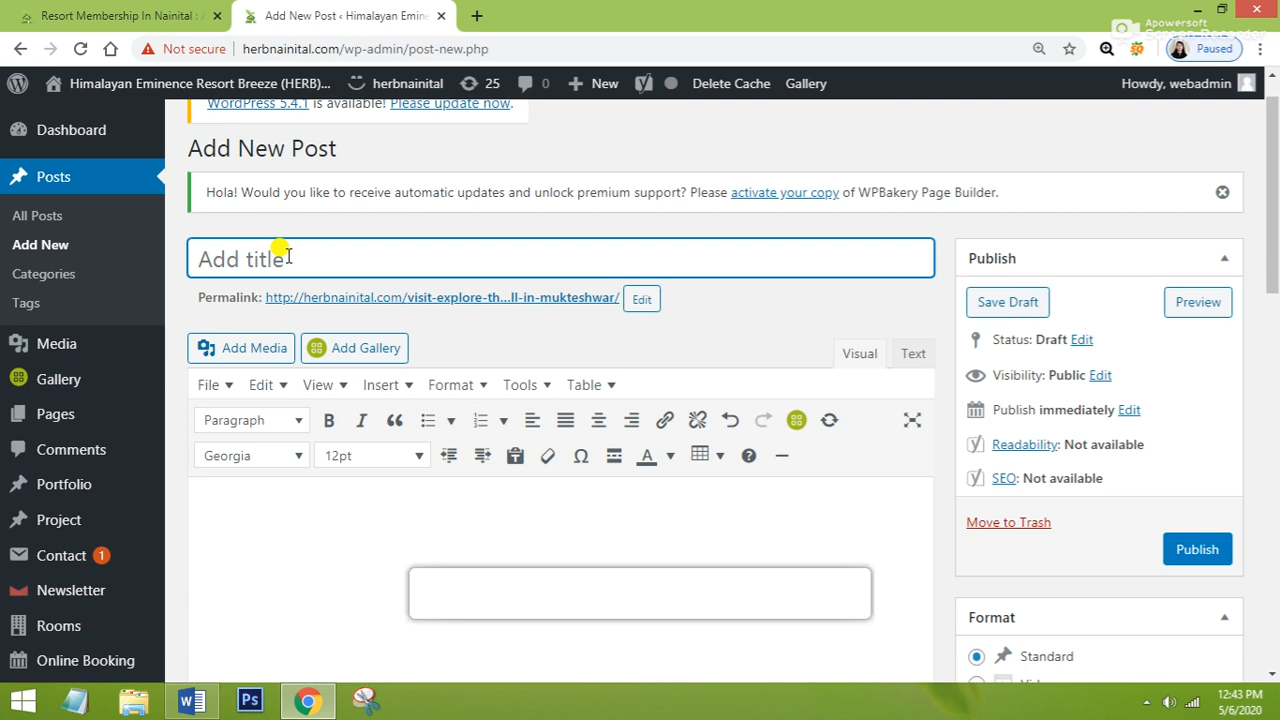 Resort Membership In Nainital :
Add New Post ‹ Himalayan Emine
Apowersoft
Screen Recorder
Not secure herbnainital.com/wp-admin/post-new.php
Paused
Himalayan Eminence Resort Breeze (HERB)... herbnainital 25 0 New Delete Cache Gallery Howdy, webadmin
WordPress 5.4.1 is available! Please update now.
Dashboard
Posts
All Posts
Add New
Categories
Tags
Media
Gallery
Pages
Comments
Portfolio
Project
Contact 1
Newsletter
Rooms
Online Booking
Add New Post
Hola! Would you like to receive automatic updates and unlock premium support? Please activate your copy of WPBakery Page Builder.
Add title
Permalink: http://herbnainital.com/visit-explore-th...ll-in-mukteshwar/ Edit
Add Media Add Gallery
Visual Text
File Edit View Insert Format Tools Table
Paragraph
Georgia 12pt
Publish
Save Draft Preview
Status: Draft Edit
Visibility: Public Edit
Publish immediately Edit
Readability: Not available
SEO: Not available
Move to Trash
Publish
Format
Standard
12:43 PM
5/6/2020